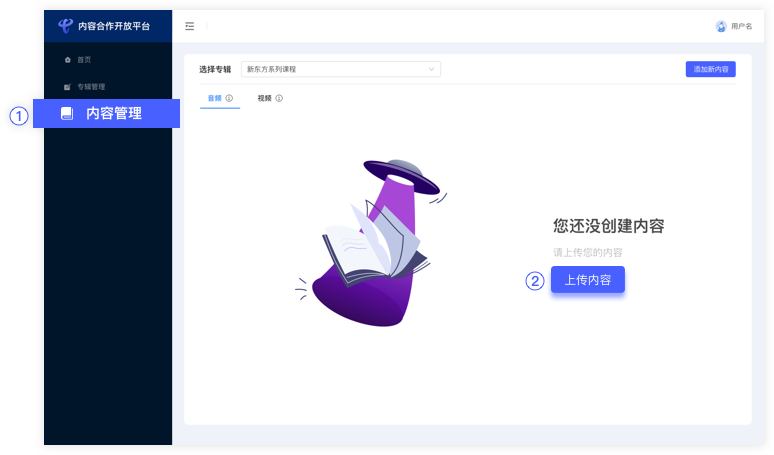 内容合作开放平台
用户名
首页
专辑管理
① 内容管理
选择专辑 新东方系列课程 添加新内容
音频 视频
您还没创建内容
请上传您的内容
② 上传内容